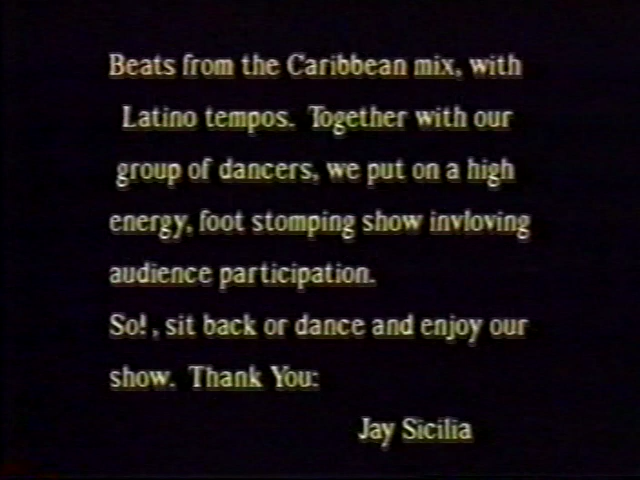 Beats from the Caribbean mix, with
Latino tempos. Together with our
group of dancers, we put on a high
energy, foot stomping show invloving
audience participation.
So! , sit back or dance and enjoy our
show. Thank You:
Jay Sicilia